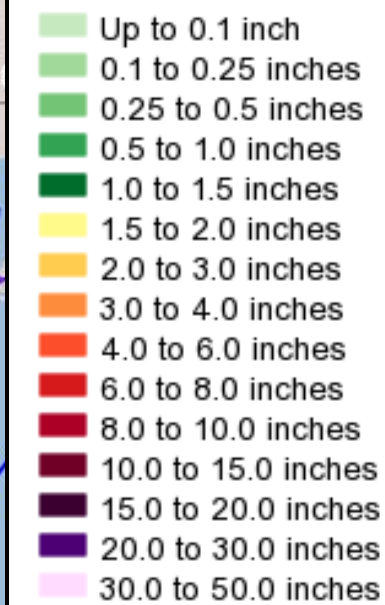 Up to 0.1 inch
0.1 to 0.25 inches
0.25 to 0.5 inches
0.5 to 1.0 inches
1.0 to 1.5 inches
1.5 to 2.0 inches
2.0 to 3.0 inches
3.0 to 4.0 inches
4.0 to 6.0 inches
6.0 to 8.0 inches
8.0 to 10.0 inches
10.0 to 15.0 inches
15.0 to 20.0 inches
20.0 to 30.0 inches
30.0 to 50.0 inches